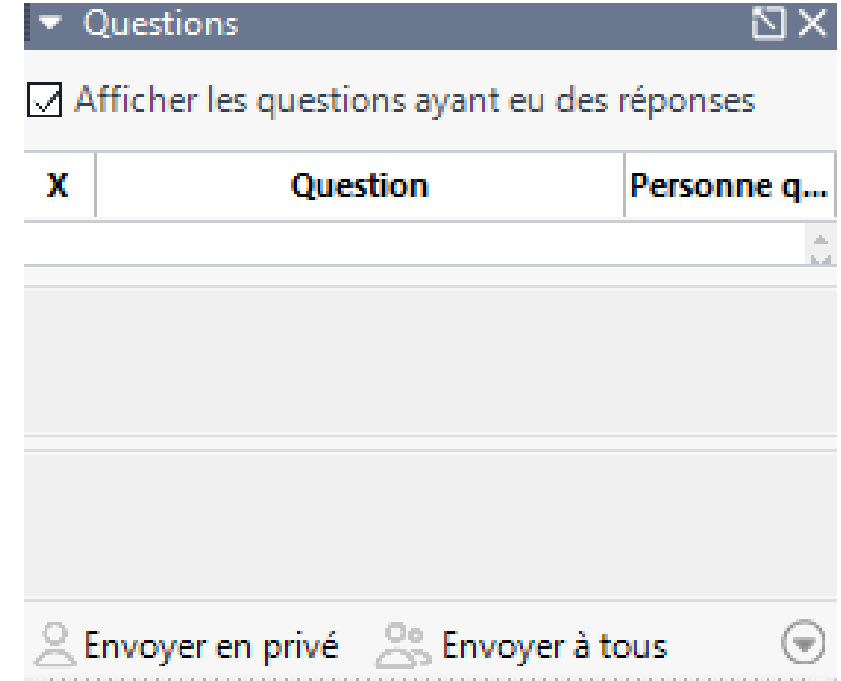 Questions
Afficher les questions ayant eu des réponses
X Question Personne q...
Envoyer en privé Envoyer à tous